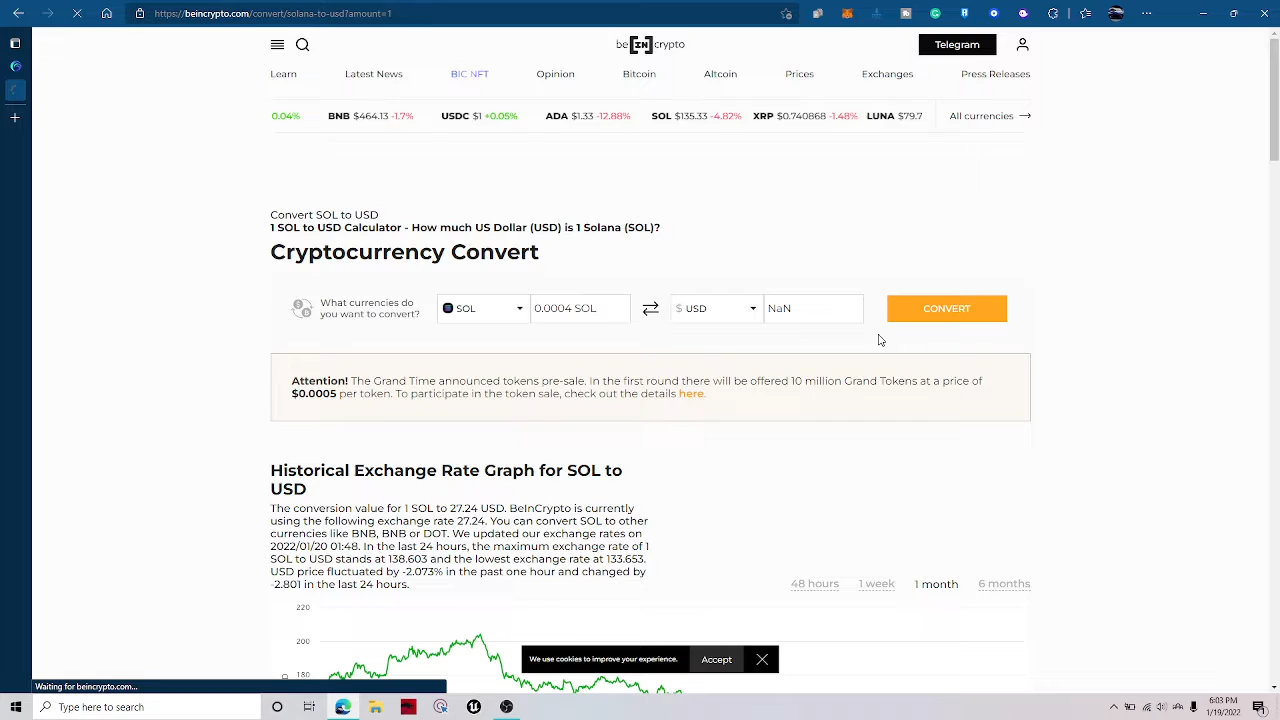 https://beincrypto.com/convert/solana-to-usd/?amount=1
be [IN] crypto
Telegram
Learn
Latest News
BIC NFT
Opinion
Bitcoin
Altcoin
Prices
Exchanges
Press Releases
0.04% BNB $464.13 -1.7% USDC $1 +0.05% ADA $1.33 -12.88% SOL $135.33 -4.82% XRP $0.740868 -1.48% LUNA $79.7
All currencies
Convert SOL to USD
1 SOL to USD Calculator - How much US Dollar (USD) is 1 Solana (SOL)?
Cryptocurrency Convert
What currencies do
you want to convert?
SOL
0.0004 SOL
$ USD
NaN
CONVERT
Attention! The Grand Time announced tokens pre-sale. In the first round there will be offered 10 million Grand Tokens at a price of
$0.0005 per token. To participate in the token sale, check out the details here.
Historical Exchange Rate Graph for SOL to
USD
The conversion value for 1 SOL to 27.24 USD. BeInCrypto is currently
using the following exchange rate 27.24. You can convert SOL to other
currencies like BNB, BNB or DOT. We updated our exchange rates on
2022/01/20 01:48. In the last 24 hours, the maximum exchange rate of 1
SOL to USD stands at 138.603 and the lowest exchange rate at 133.653.
USD price fluctuated by -2.073% in the past one hour and changed by
-2.801 in the last 24 hours.
48 hours
1 week
1 month
6 months
220
200
180
D
We use cookies to improve your experience.
Accept
Waiting for beincrypto.com...
Type here to search
6:03 PM
1/19/2022